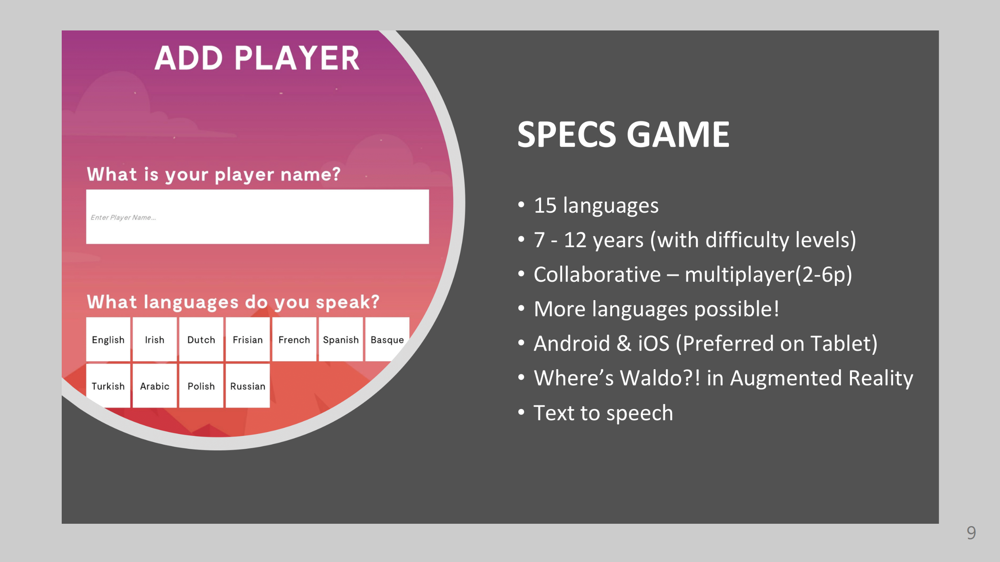 ADD PLAYER
What is your player name?
Enter Player Name...
What languages do you speak?
English Irish Dutch Frisian French Spanish Basque
Turkish Arabic Polish Russian
SPECS GAME
• 15 languages
• 7 - 12 years (with difficulty levels)
• Collaborative – multiplayer(2-6p)
• More languages possible!
• Android & iOS (Preferred on Tablet)
• Where’s Waldo?! in Augmented Reality
• Text to speech
9